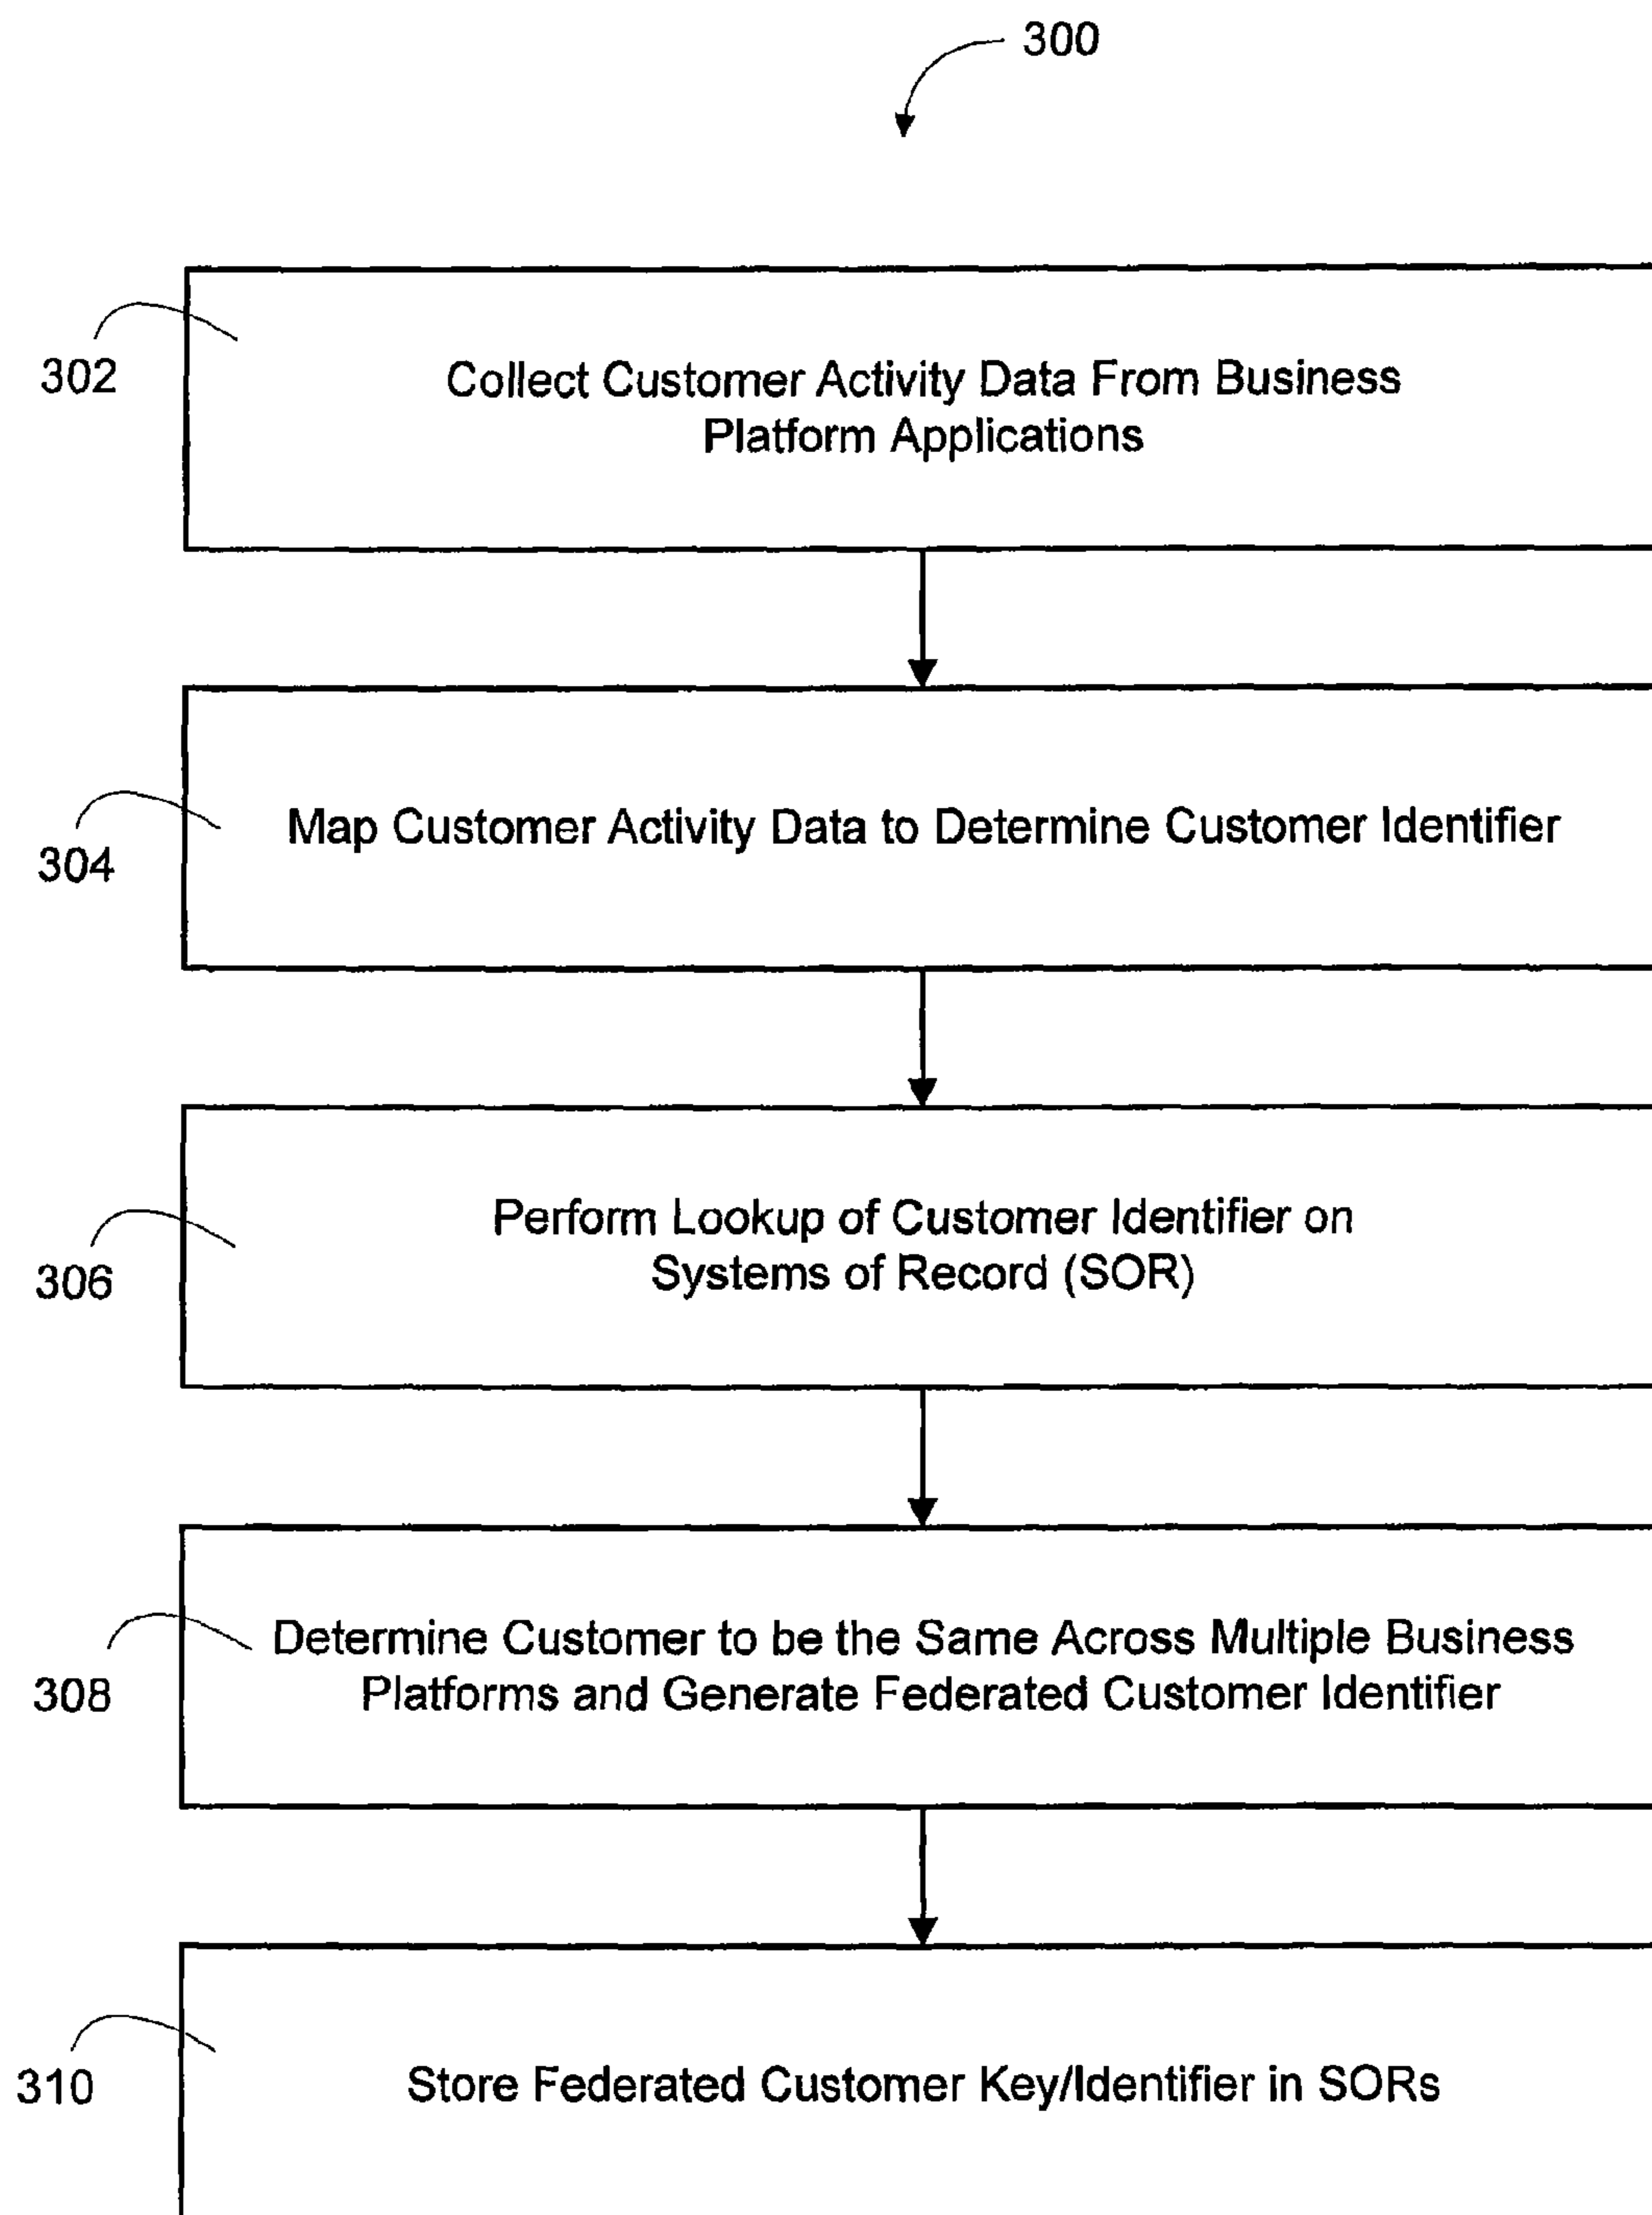 300
302
Collect Customer Activity Data From Business
Platform Applications
304
Map Customer Activity Data to Determine Customer Identifier
306
Perform Lookup of Customer Identifier on
Systems of Record (SOR)
308
Determine Customer to be the Same Across Multiple Business
Platforms and Generate Federated Customer Identifier
310
Store Federated Customer Key/Identifier in SORs